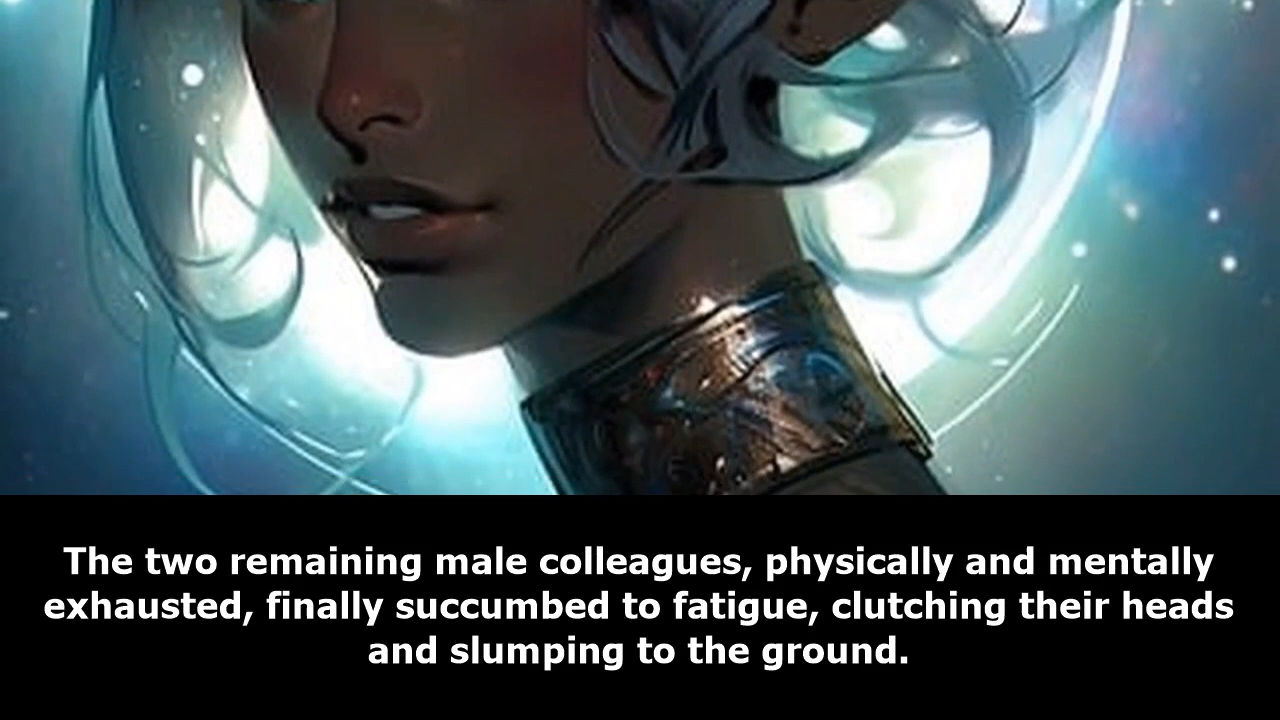 The two remaining male colleagues, physically and mentally
exhausted, finally succumbed to fatigue, clutching their heads
and slumping to the ground.